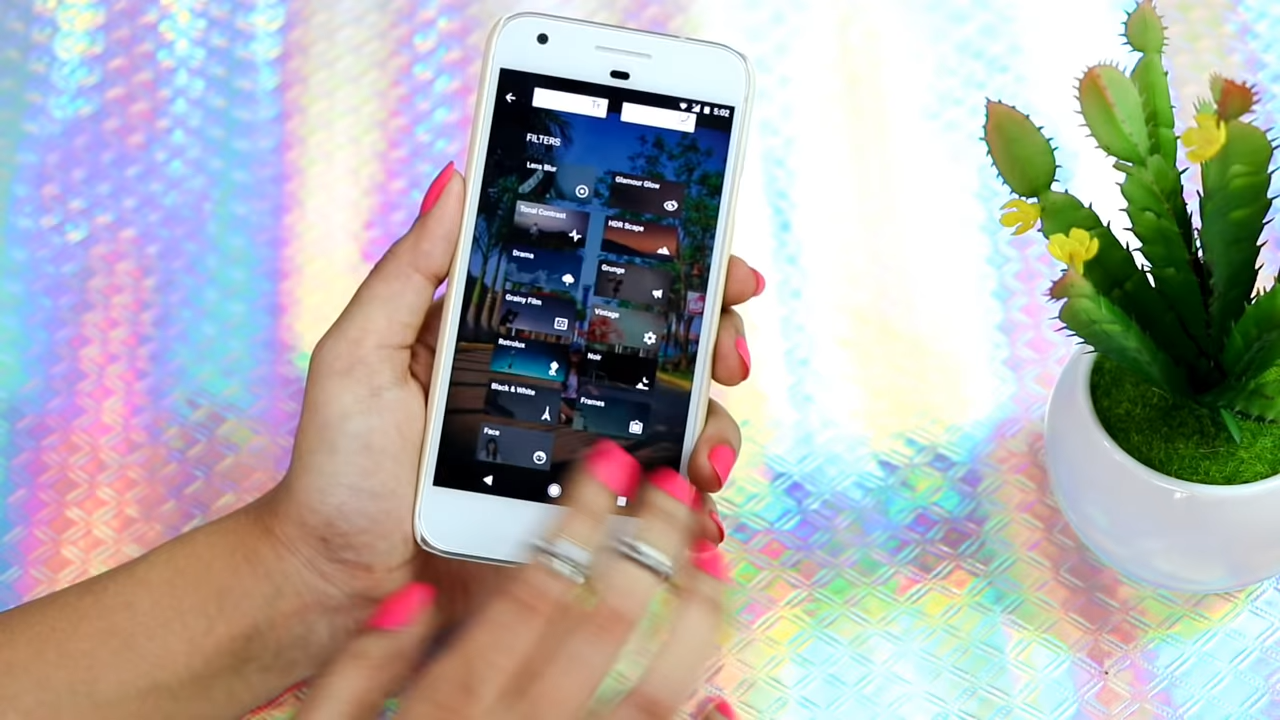 Tт
5:02
FILTERS
Lens Blur
Glamour Glow
Tonal Contrast
HDR Scape
Drama
Grunge
Grainy Film
Vintage
Retrolux
Noir
Black & White
Frames
Face